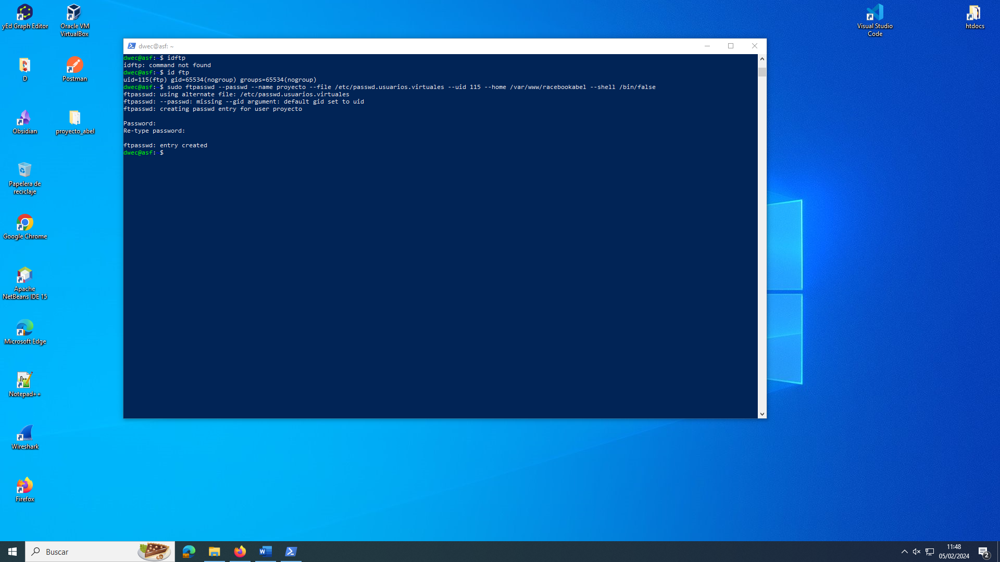 yEd Graph Editor
Oracle VM
VirtualBox
Visual Studio
Code
htdocs
dwec@asf: ~
dwec@asf: $ idftp
idftp: command not found
dwec@asf: $ id ftp
uid=115(ftp) gid=65534(nogroup) groups=65534(nogroup)
dwec@asf: $ sudo ftpasswd --passwd --name proyecto --file /etc/passwd.usuarios.virtuales --uid 115 --home /var/www/racebookabel --shell /bin/false
ftpasswd: using alternate file: /etc/passwd.usuarios.virtuales
ftpasswd: --passwd: missing --gid argument: default gid set to uid
ftpasswd: creating passwd entry for user proyecto
Password:
Re-type password:
ftpasswd: entry created
dwec@asf: $
D
Postman
Obsidian
proyecto_abel
Papelera de
reciclaje
Google Chrome
Apache
NetBeans IDE 15
Microsoft Edge
Notepad++
Wireshark
Firefox
Buscar
11:48
05/02/2024
2